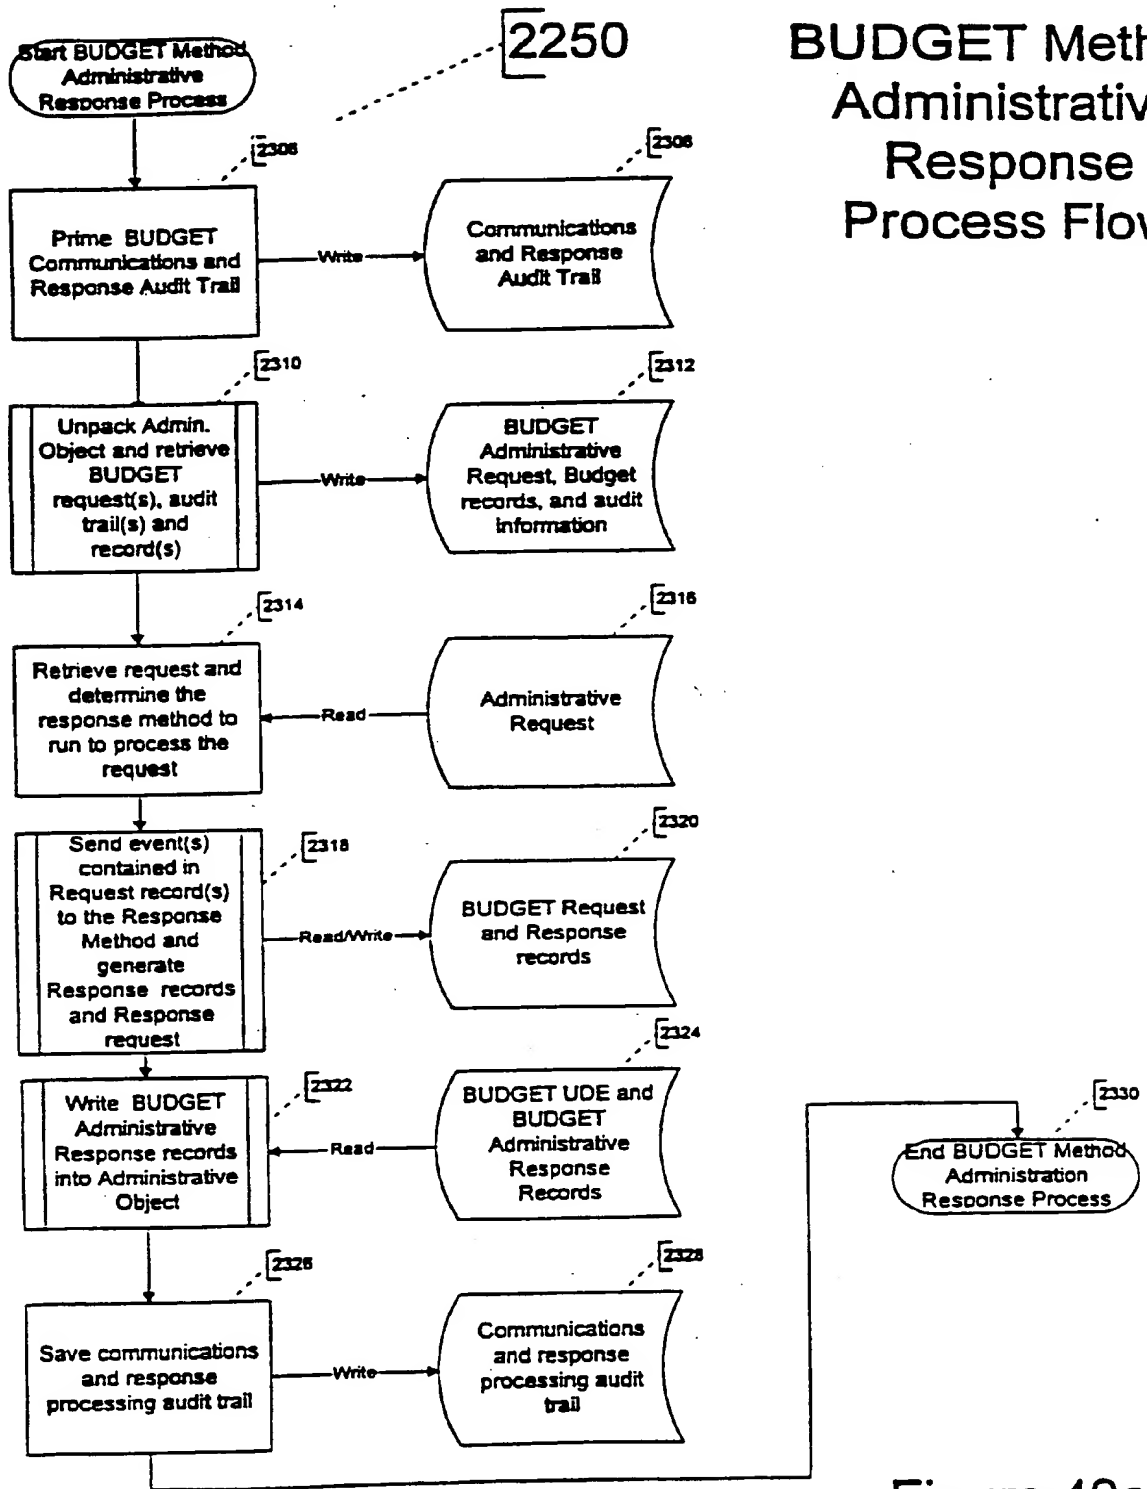 2250
BUDGET Meth
Administrativ
Response
Process Flow
Start BUDGET Method
Administrative
Response Process
2308
Prime BUDGET
Communications and
Response Audit Trail
Write
2306
Communications
and Response
Audit Trail
2310
Unpack Admin.
Object and retrieve
BUDGET
request(s), audit
trail(s) and
record(s)
Write
2312
BUDGET
Administrative
Request, Budget
records, and audit
information
2314
Retrieve request and
determine the
response method to
run to process the
request
Read
2316
Administrative
Request
2318
Send event(s)
contained in
Request record(s)
to the Response
Method and
generate
Response records
and Response
request
Read/Write
2320
BUDGET Request
and Response
records
2322
Write BUDGET
Administrative
Response records
into Administrative
Object
Read
2324
BUDGET UDE and
BUDGET
Administrative
Response
Records
2326
Save communications
and response
processing audit trail
Write
2328
Communications
and response
processing audit
trail
2330
End BUDGET Method
Administration
Response Process